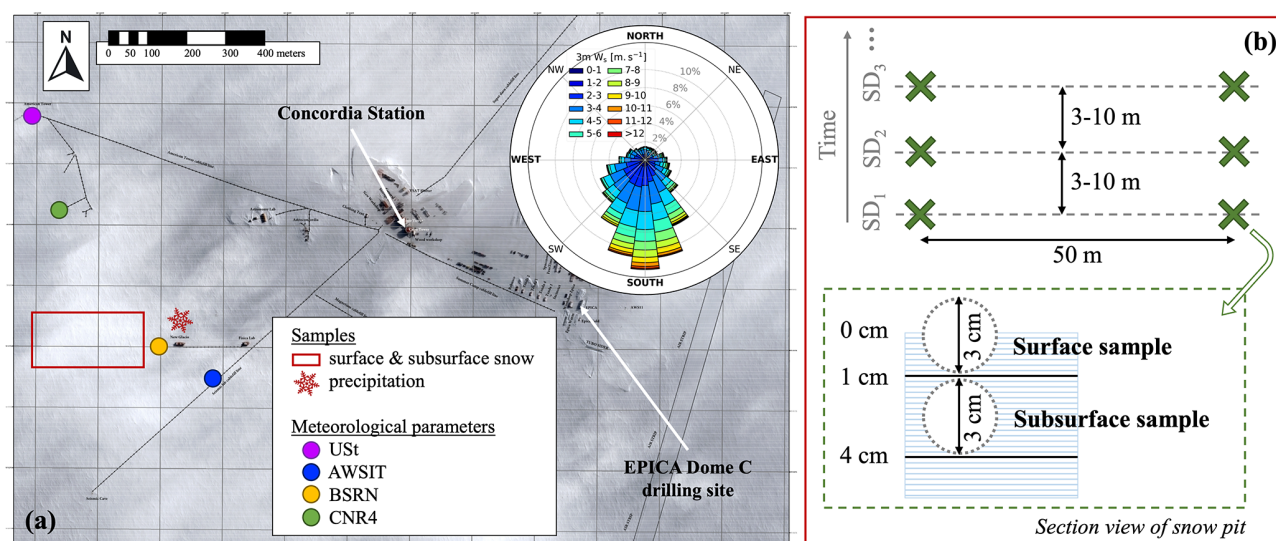 N
0 50 100 200 300 400 meters
Concordia Station
NORTH
3m Wₛ [m.s⁻¹]
0-1 7-8
1-2 8-9
2-3 9-10
3-4 10-11
4-5 11-12
5-6 >12
10%
8%
6%
4%
2%
NW
NE
WEST
EAST
SW
SE
SOUTH
Samples
surface & subsurface snow
precipitation
Meteorological parameters
USt
AWSIT
BSRN
CNR4
EPICA Dome C
drilling site
(a)
(b)
Time
SD₃
SD₂
SD₁
3-10 m
3-10 m
50 m
0 cm
1 cm
4 cm
3 cm
Surface sample
3 cm
Subsurface sample
Section view of snow pit